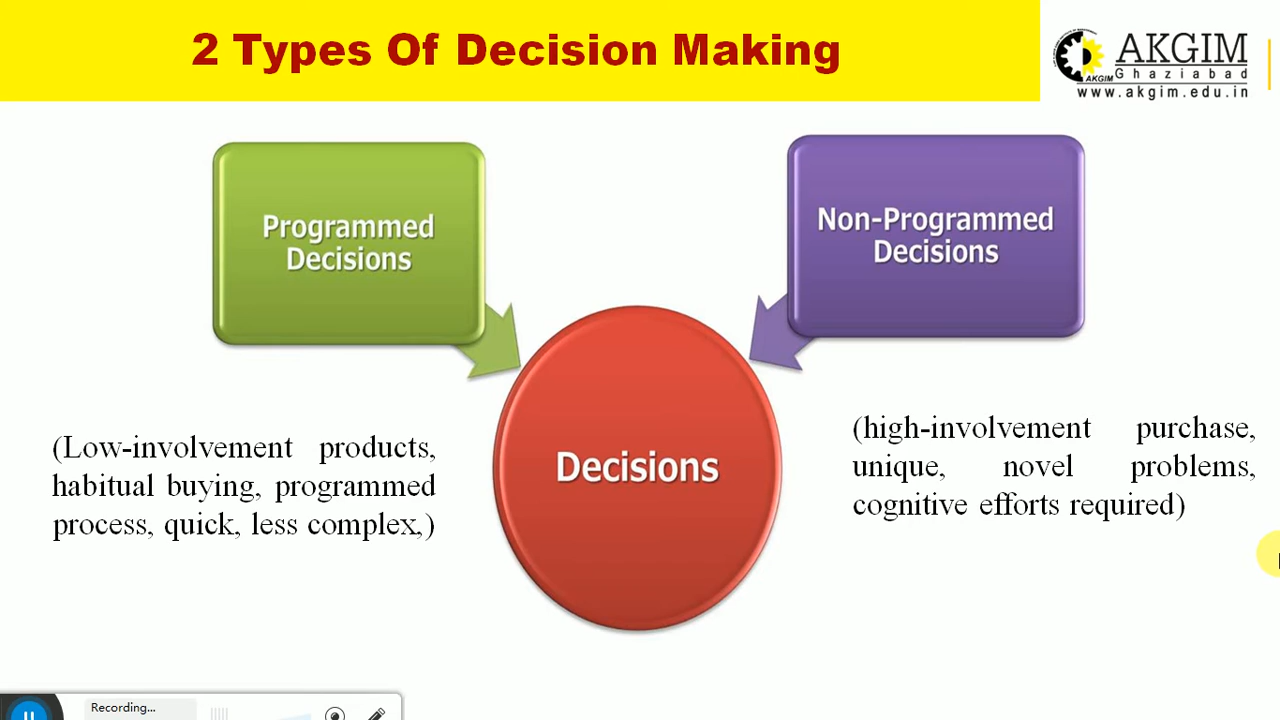 2 Types Of Decision Making
AKGIM
Ghaziabad
AKGIM
www.akgim.edu.in
Programmed
Decisions
Non-Programmed
Decisions
Decisions
(Low-involvement products,
habitual buying, programmed
process, quick, less complex,)
(high-involvement purchase,
unique, novel problems,
cognitive efforts required)
Recording...